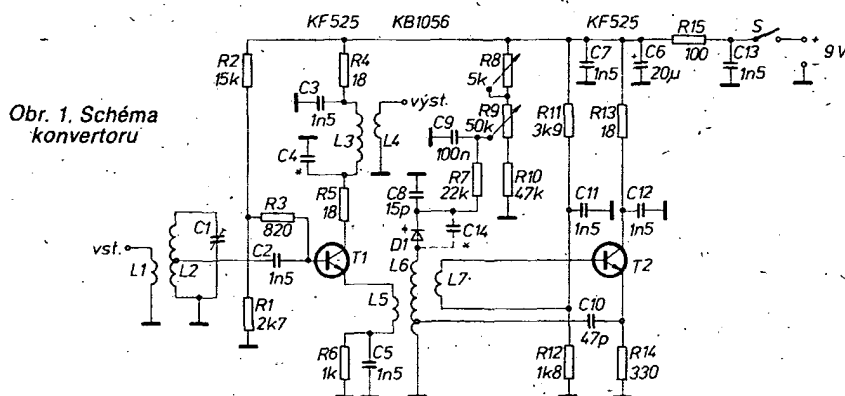 KF525 KB1056 KF525
Obr. 1. Schéma
konvertoru
R2
15k
R4
18
C3
1n5
L3
L4
výst.
C4
*
R5
18
R3
820
C2
1n5
T1
vst.
L1
L2
C1
R1
2k7
L5
R6
1k
C5
1n5
R8
5k
R9
50k
C9
100n
R7
22k
R10
47k
C8
15p
+
D1
C14
*
L6
L7
C7
1n5
C6
20µ
+
R15
100
C13
1n5
S
+
-
9V
R11
3k9
R13
18
C11
1n5
C12
1n5
T2
C10
47p
R12
1k8
R14
330